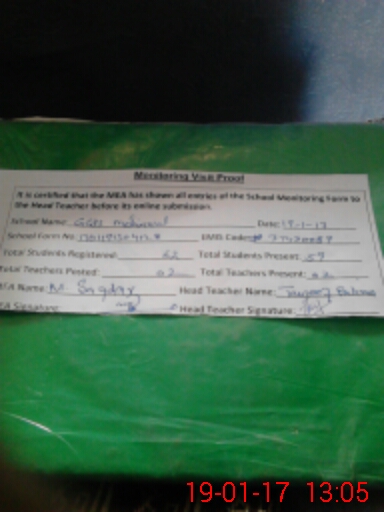 Monitoring Visit Proof
It is certified that the MEA has shown all entries of the School Monitoring Form to
the Head Teacher before its online submission.
School Name: GGPS Date: 19-1-17
School Form No. EMIS Code:
Total Students Registered: 62 Total Students Present: 59
Total Teachers Posted: 02 Total Teachers Present: 02
MEA Name: M. Head Teacher Name:
MEA Signature: Head Teacher Signature:
19-01-17 13:05